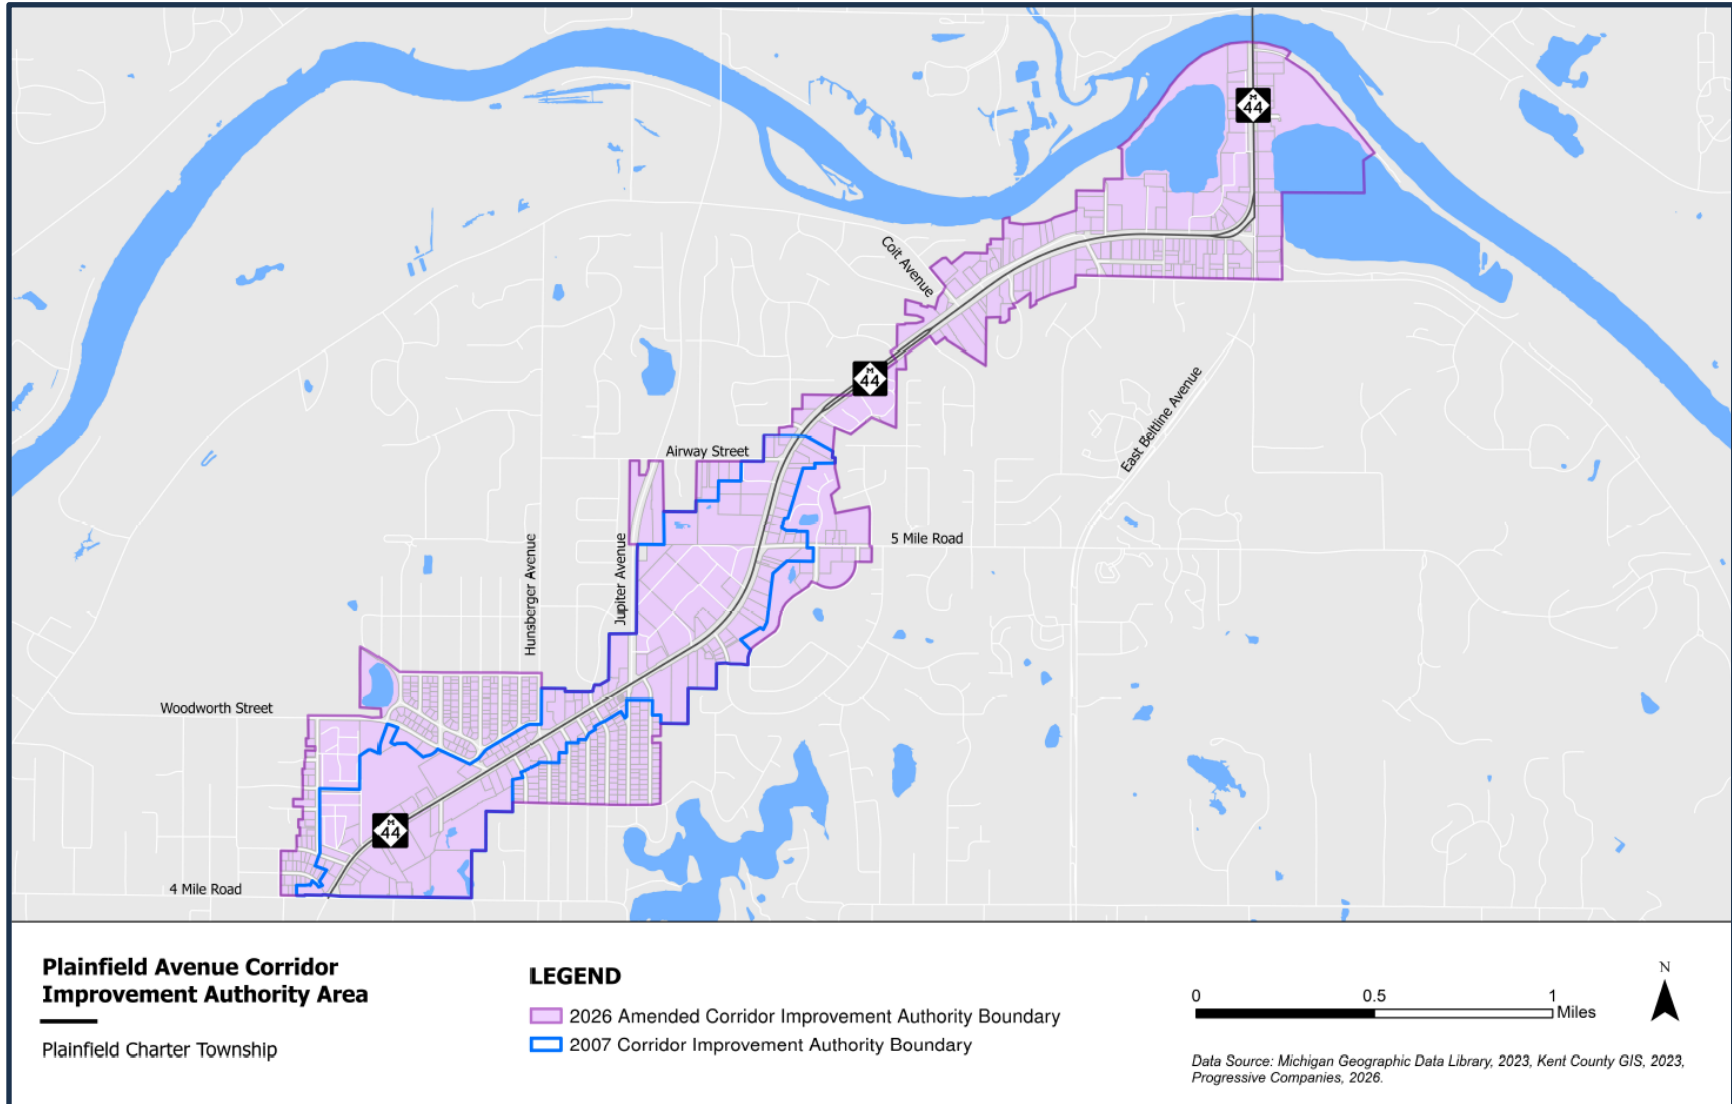 M
44
Coit Avenue
M
44
East Beltline Avenue
Airway Street
5 Mile Road
Hunsberger Avenue
Jupiter Avenue
Woodworth Street
M
44
4 Mile Road
Plainfield Avenue Corridor
Improvement Authority Area
Plainfield Charter Township
LEGEND
2026 Amended Corridor Improvement Authority Boundary
2007 Corridor Improvement Authority Boundary
0 0.5 1
Miles
N
Data Source: Michigan Geographic Data Library, 2023, Kent County GIS, 2023,
Progressive Companies, 2026.